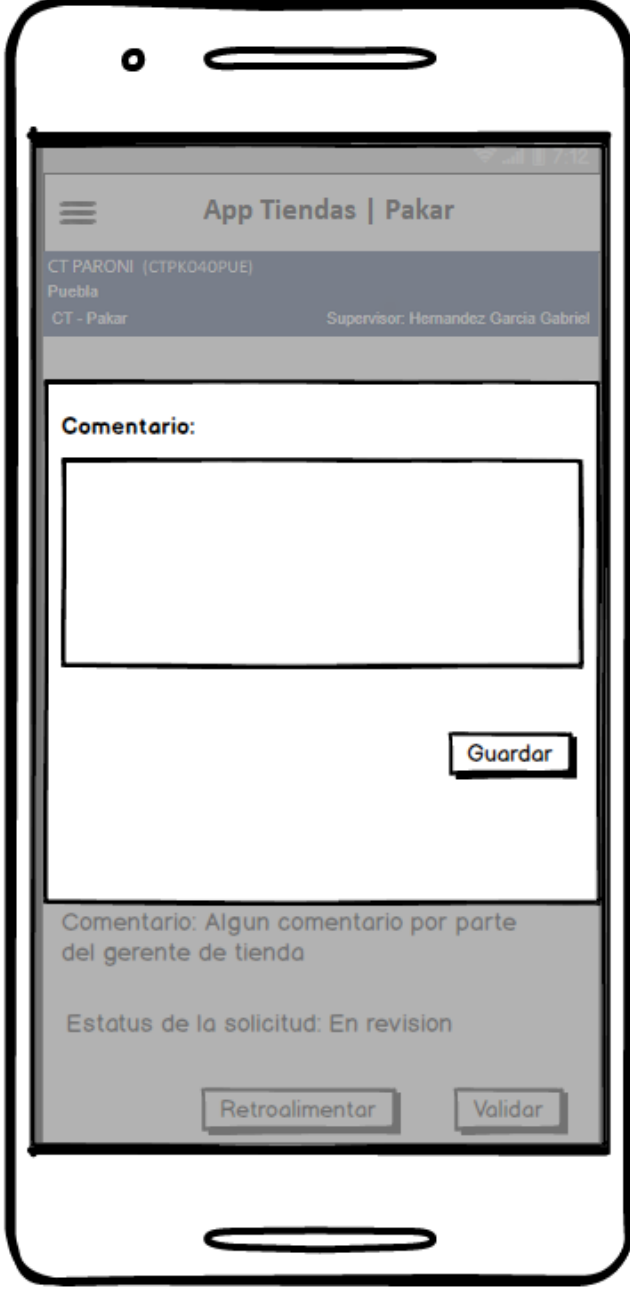 7:12
App Tiendas | Pakar
CT PARONI (CTPK040PUE)
Puebla
CT - Pakar Supervisor: Hernandez Garcia Gabriel
Comentario:
Guardar
Comentario: Algun comentario por parte
del gerente de tienda
Estatus de la solicitud: En revision
Retroalimentar Validar